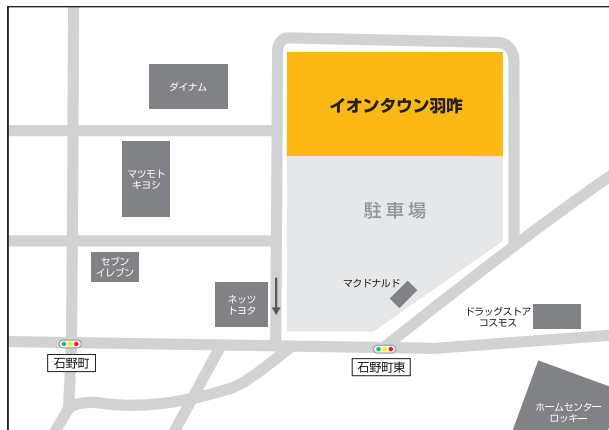 ダイナム
イオンタウン羽咋
マツモト
キヨシ
駐車場
セブン
イレブン
マクドナルド
ネッツ
トヨタ
ドラッグストア
コスモス
石野町
石野町東
ホームセンター
ロッキー